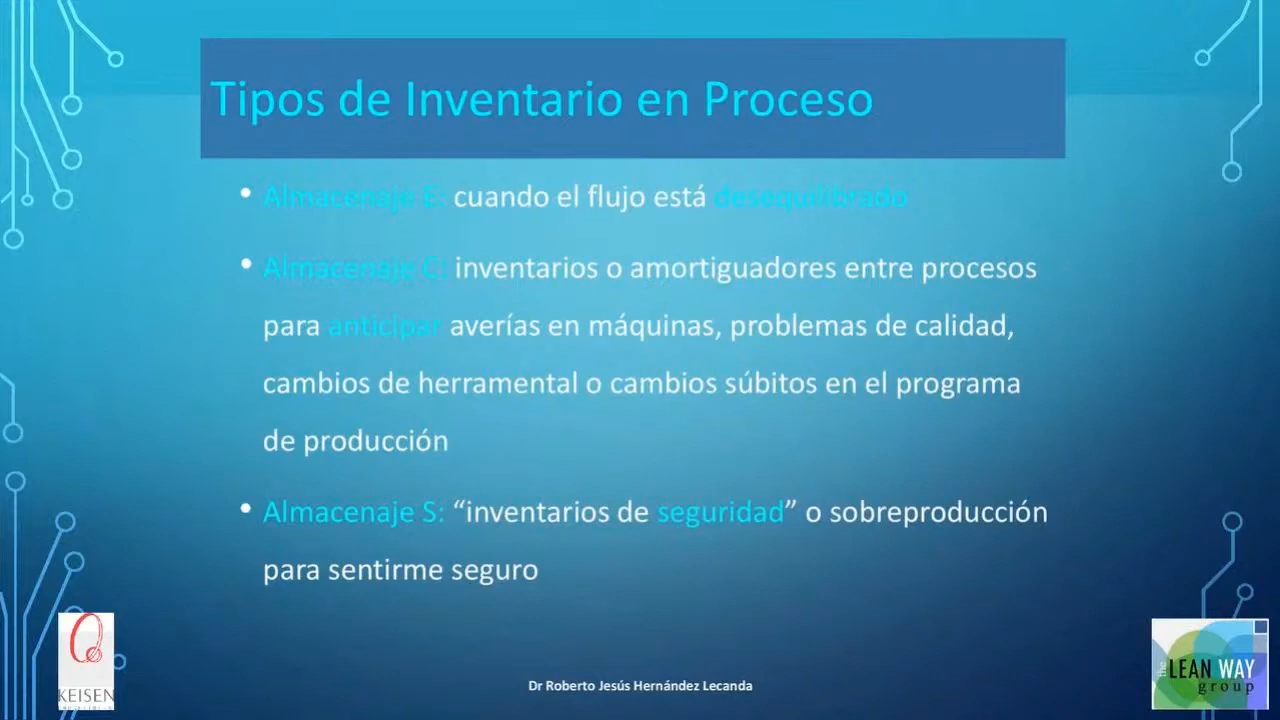 Tipos de Inventario en Proceso
• Almacenaje E: cuando el flujo está desequilibrado
• Almacenaje C: inventarios o amortiguadores entre procesos
para anticipar averías en máquinas, problemas de calidad,
cambios de herramental o cambios súbitos en el programa
de producción
• Almacenaje S: “inventarios de seguridad” o sobreproducción
para sentirme seguro
KEISEN
Dr Roberto Jesús Hernández Lecanda
the LEAN WAY
group